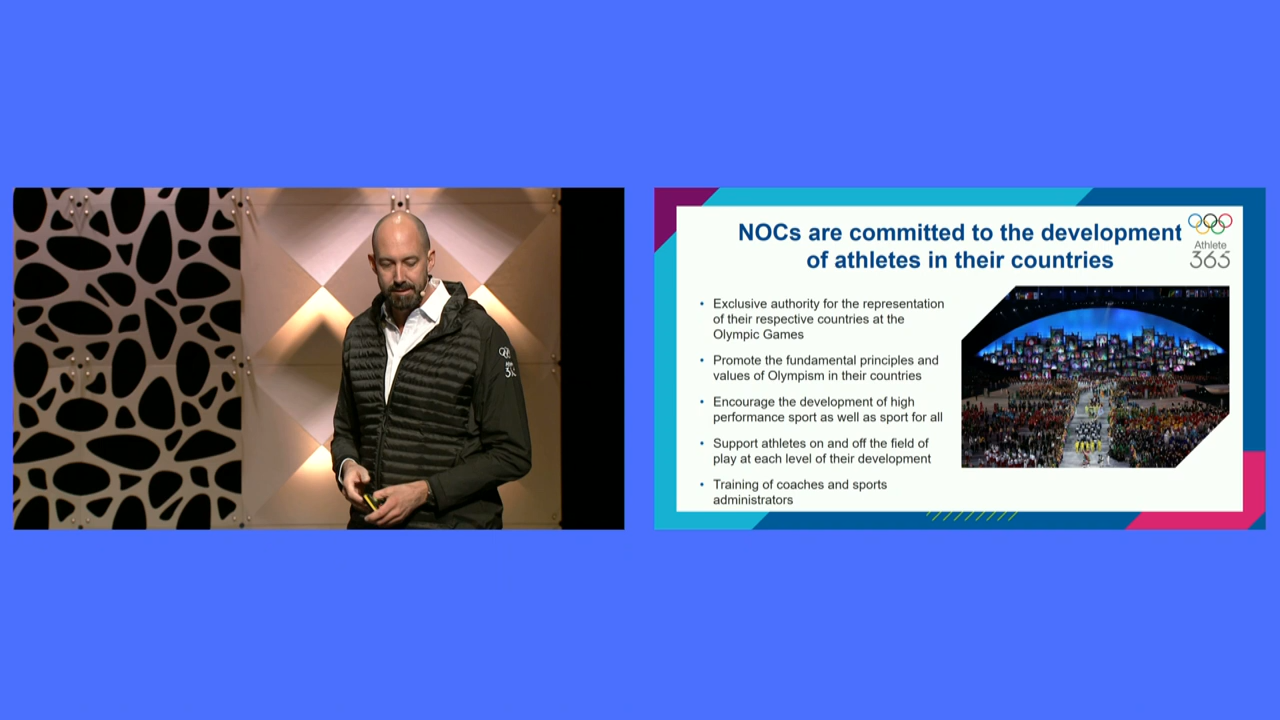 NOCs are committed to the development
of athletes in their countries
Athlete
365
• Exclusive authority for the representation
of their respective countries at the
Olympic Games
• Promote the fundamental principles and
values of Olympism in their countries
• Encourage the development of high
performance sport as well as sport for all
• Support athletes on and off the field of
play at each level of their development
• Training of coaches and sports
administrators